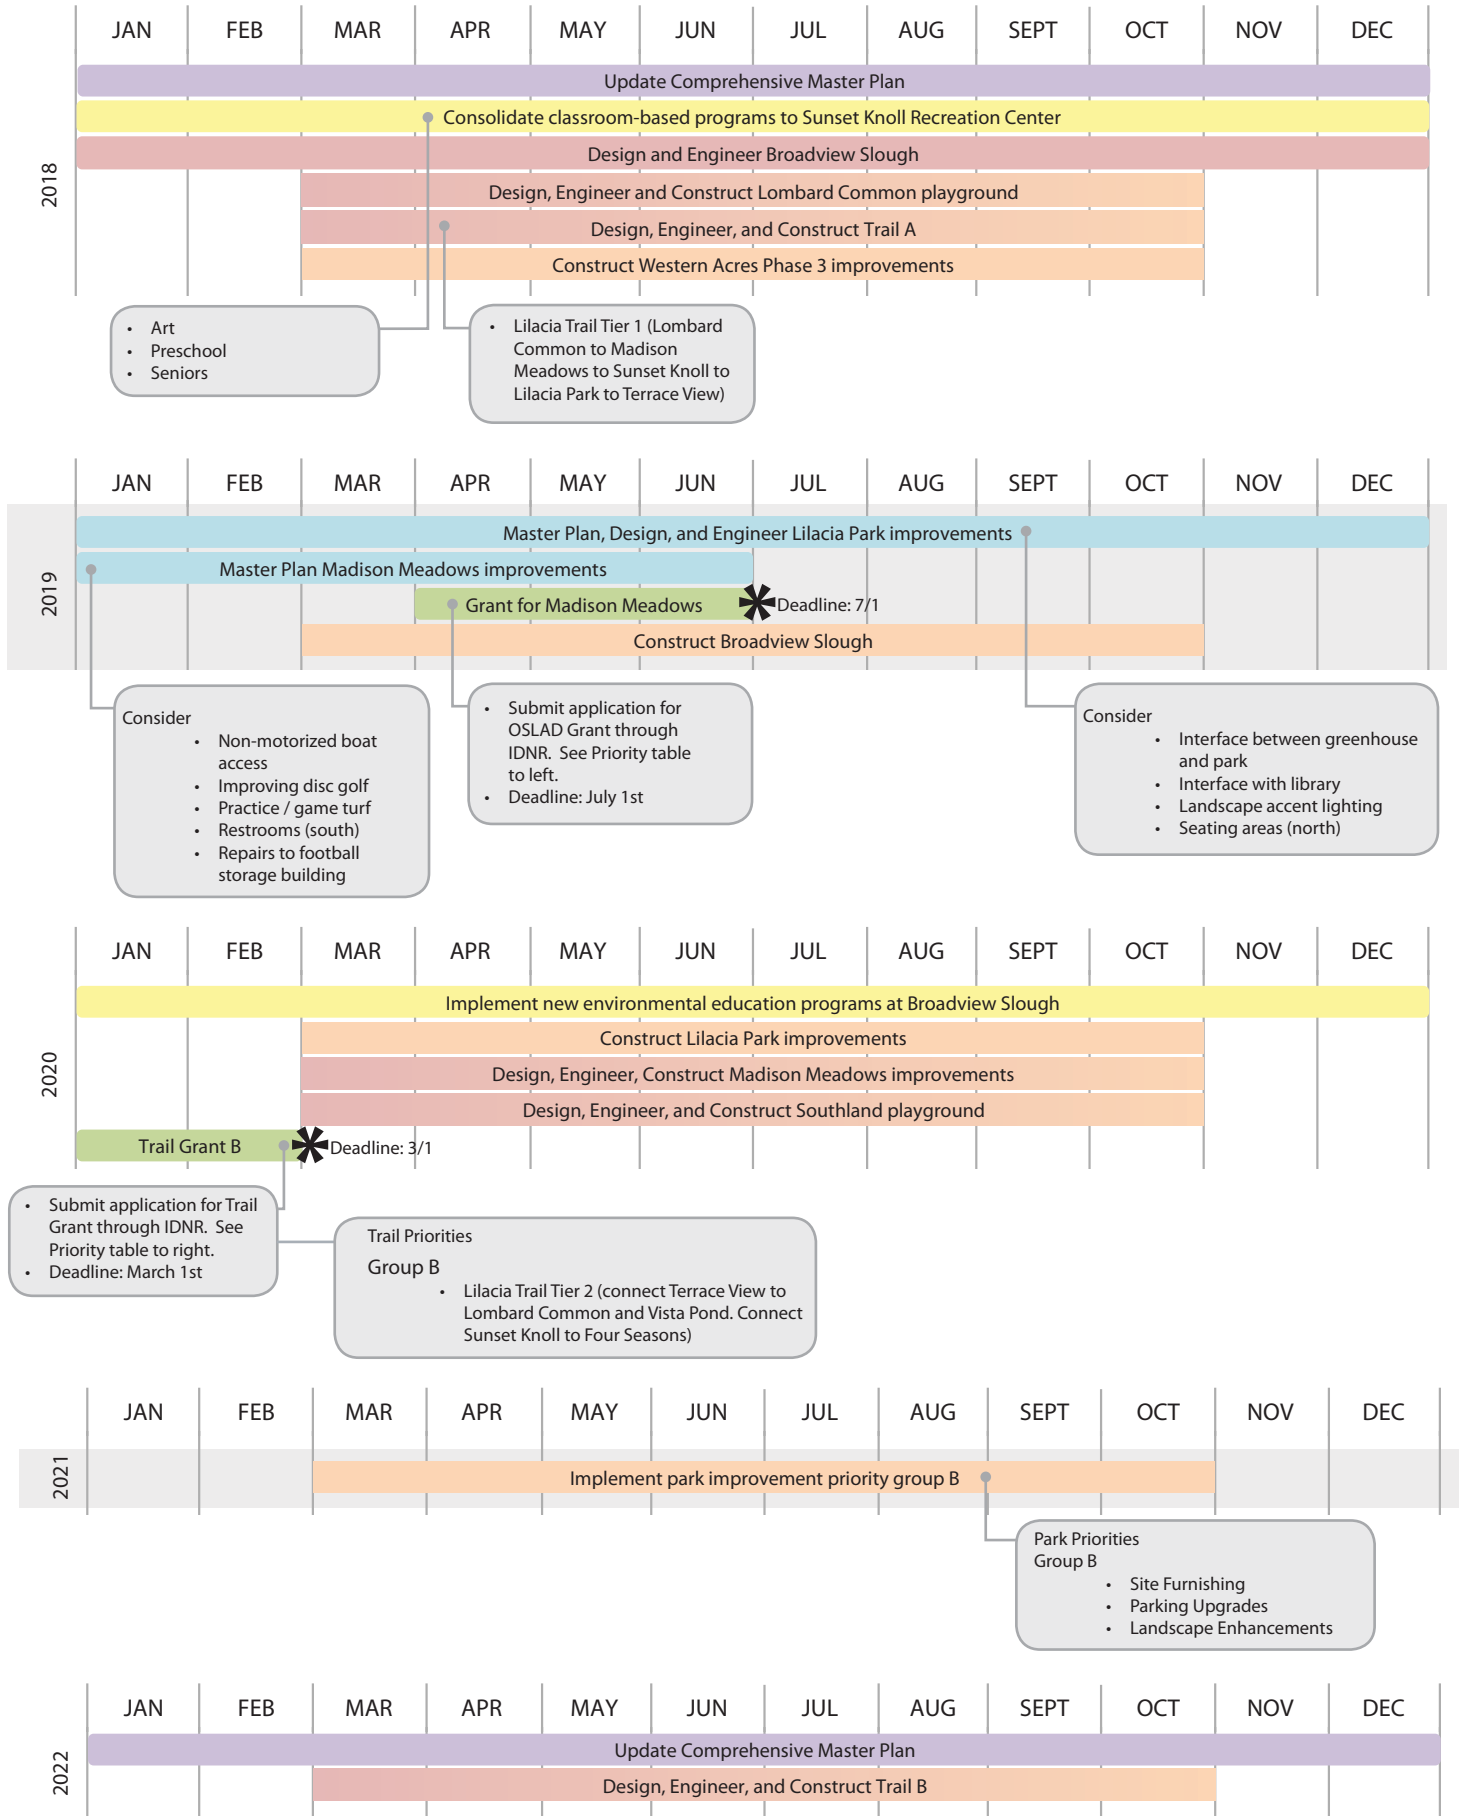 JAN FEB MAR APR MAY JUN JUL AUG SEPT OCT NOV DEC
2018
Update Comprehensive Master Plan
Consolidate classroom-based programs to Sunset Knoll Recreation Center
Design and Engineer Broadview Slough
Design, Engineer and Construct Lombard Common playground
Design, Engineer, and Construct Trail A
Construct Western Acres Phase 3 improvements
• Art
• Preschool
• Seniors
• Lilacia Trail Tier 1 (Lombard
Common to Madison
Meadows to Sunset Knoll to
Lilacia Park to Terrace View)
JAN FEB MAR APR MAY JUN JUL AUG SEPT OCT NOV DEC
2019
Master Plan, Design, and Engineer Lilacia Park improvements
Master Plan Madison Meadows improvements
Grant for Madison Meadows
Deadline: 7/1
Construct Broadview Slough
Consider
• Non-motorized boat
access
• Improving disc golf
• Practice / game turf
• Restrooms (south)
• Repairs to football
storage building
• Submit application for
OSLAD Grant through
IDNR. See Priority table
to left.
• Deadline: July 1st
Consider
• Interface between greenhouse
and park
• Interface with library
• Landscape accent lighting
• Seating areas (north)
JAN FEB MAR APR MAY JUN JUL AUG SEPT OCT NOV DEC
2020
Implement new environmental education programs at Broadview Slough
Construct Lilacia Park improvements
Design, Engineer, Construct Madison Meadows improvements
Design, Engineer, and Construct Southland playground
Trail Grant B
Deadline: 3/1
• Submit application for Trail
Grant through IDNR. See
Priority table to right.
• Deadline: March 1st
Trail Priorities
Group B
• Lilacia Trail Tier 2 (connect Terrace View to
Lombard Common and Vista Pond. Connect
Sunset Knoll to Four Seasons)
JAN FEB MAR APR MAY JUN JUL AUG SEPT OCT NOV DEC
2021
Implement park improvement priority group B
Park Priorities
Group B
• Site Furnishing
• Parking Upgrades
• Landscape Enhancements
JAN FEB MAR APR MAY JUN JUL AUG SEPT OCT NOV DEC
2022
Update Comprehensive Master Plan
Design, Engineer, and Construct Trail B